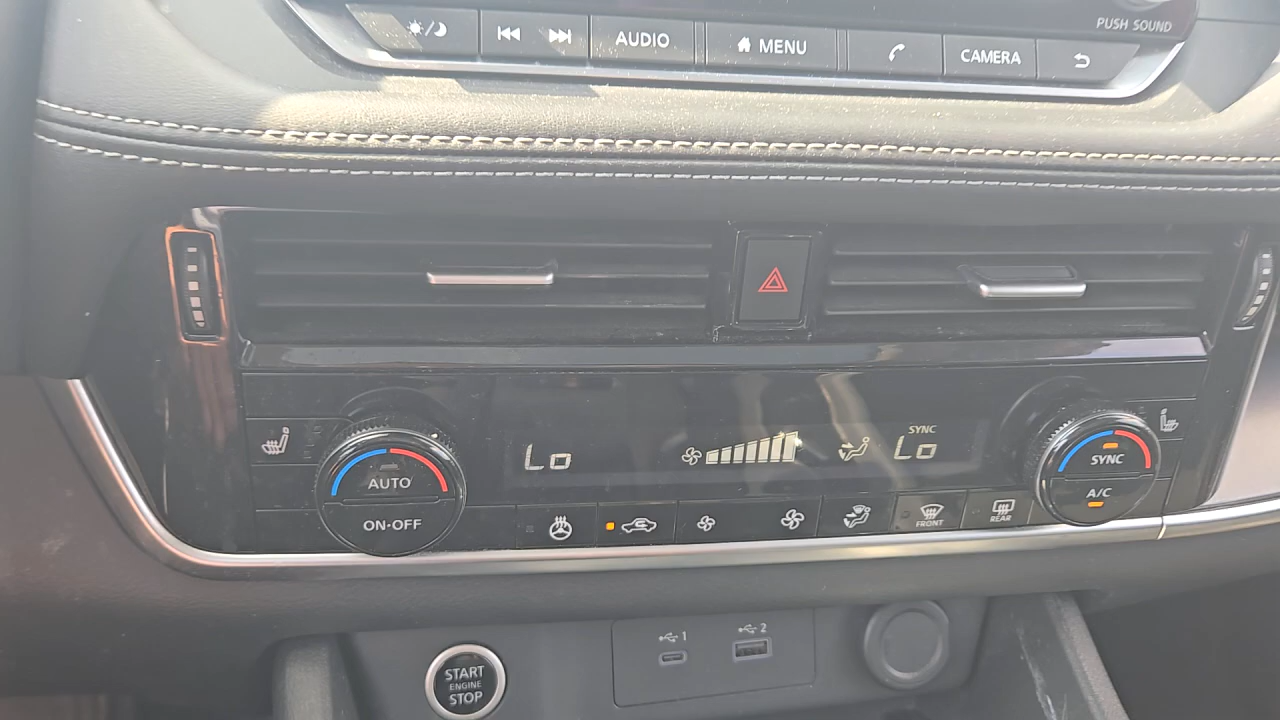 PUSH SOUND
AUDIO
MENU
CAMERA
SYNC
Lo
Lo
AUTO
ON·OFF
SYNC
A/C
FRONT
REAR
1
2
START
ENGINE
STOP